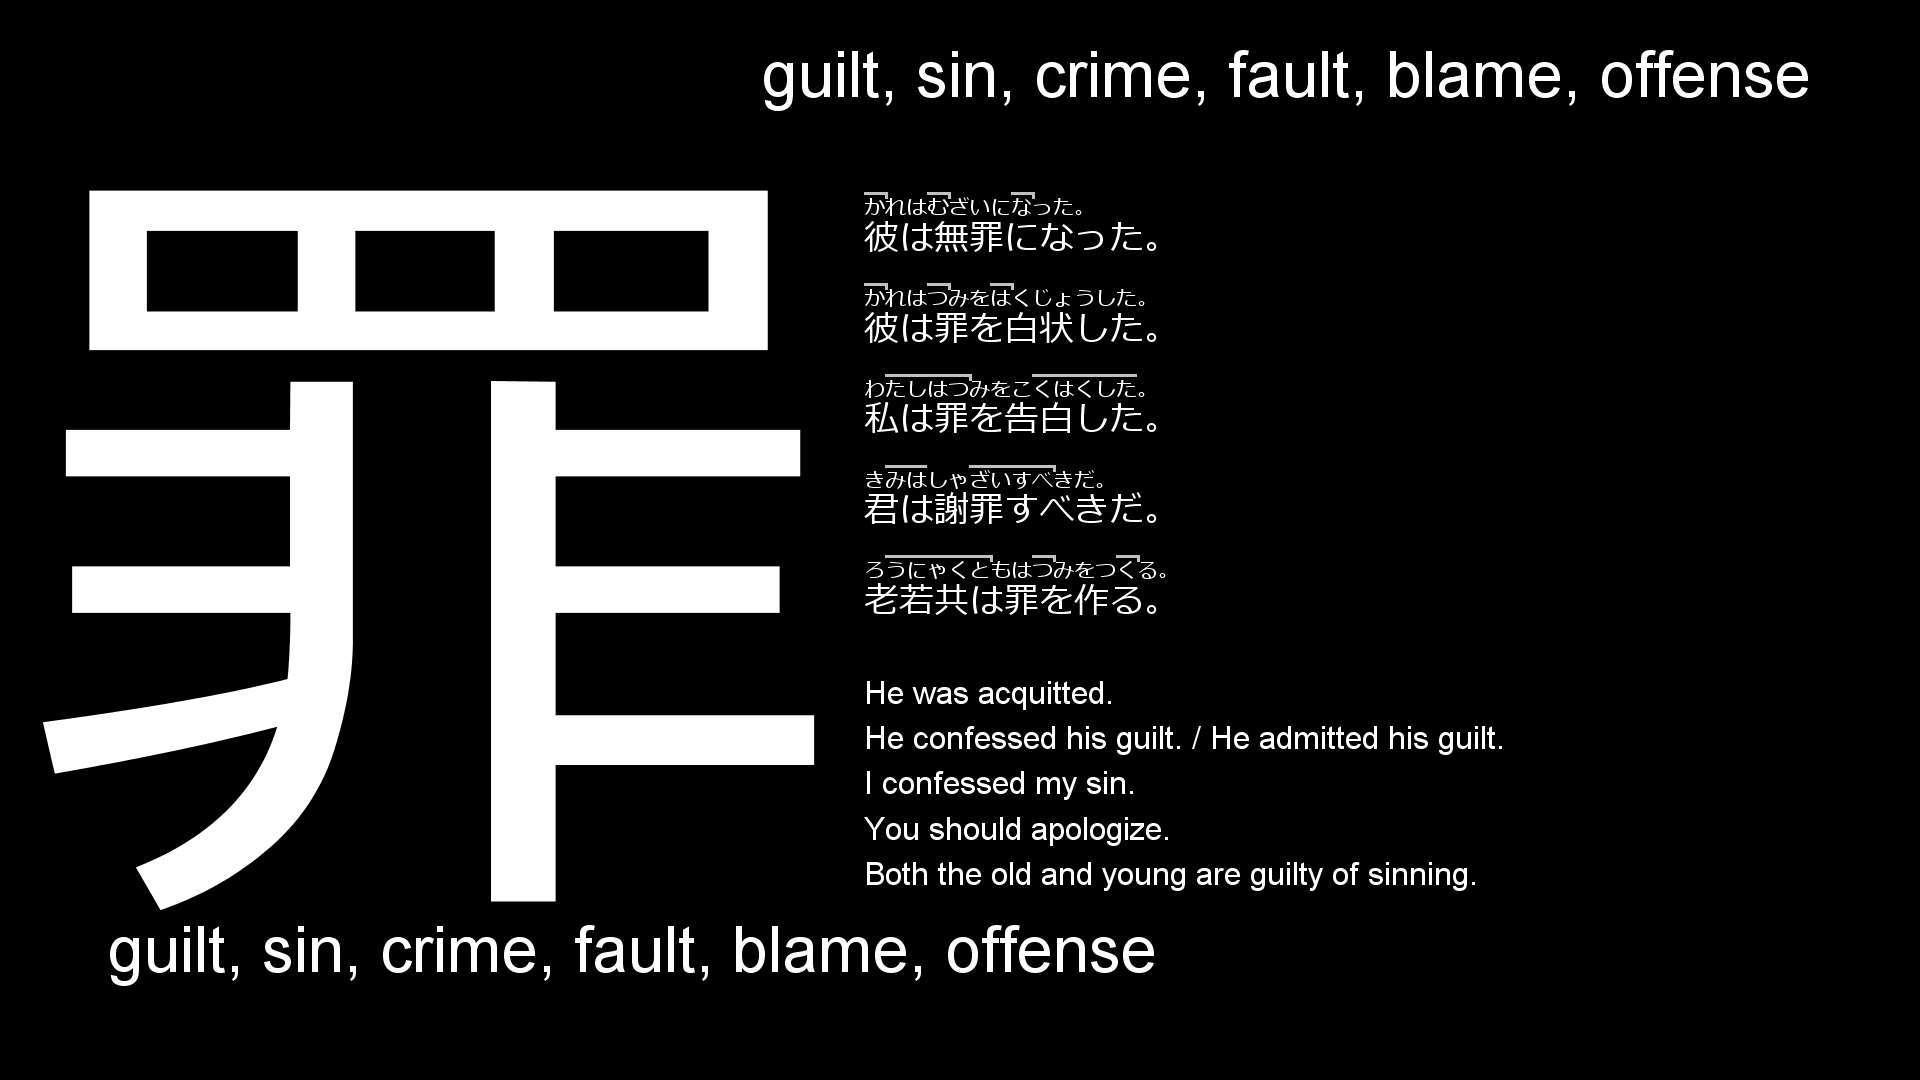 guilt, sin, crime, fault, blame, offense
罪
かれはむざいになった。
彼は無罪になった。
かれはつみをはくじょうした。
彼は罪を白状した。
わたしはつみをこくはくした。
私は罪を告白した。
きみはしゃざいすべきだ。
君は謝罪すべきだ。
ろうにゃくともはつみをつくる。
老若共は罪を作る。
He was acquitted.
He confessed his guilt. / He admitted his guilt.
I confessed my sin.
You should apologize.
Both the old and young are guilty of sinning.
guilt, sin, crime, fault, blame, offense